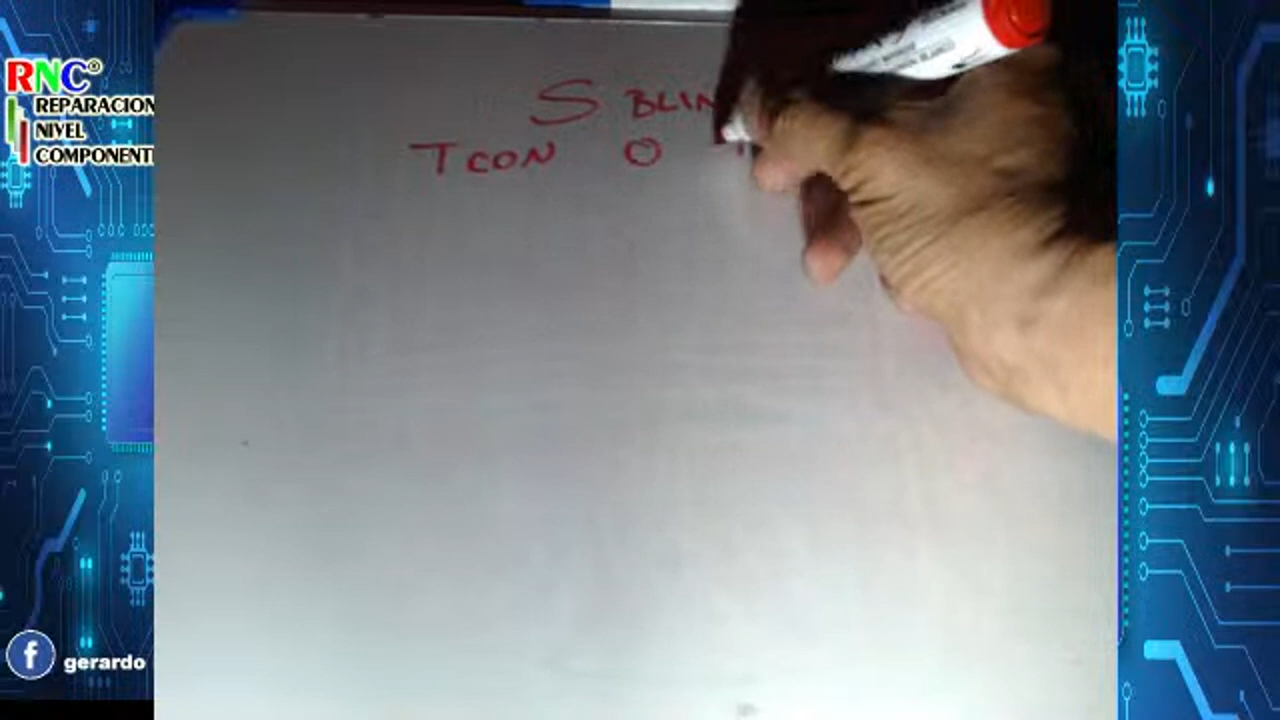 RNC®
REPARACION
NIVEL
COMPONENT
S BLIN
TCON O
f gerardo